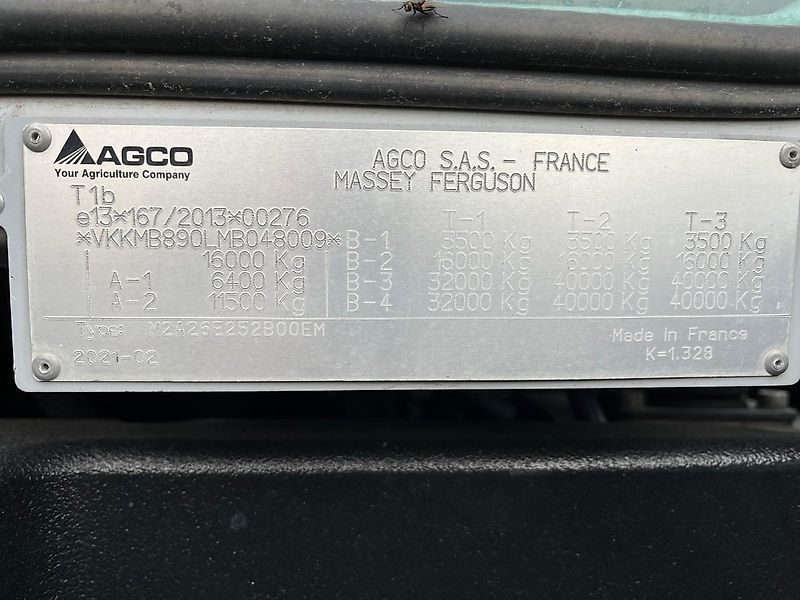 AGCO
Your Agriculture Company
AGCO S.A.S. - FRANCE
MASSEY FERGUSON
T1b
e13*167/2013*00276
*VKKMB890LMB048009*
16000 Kg
A-1 6400 Kg
A-2 11500 Kg
T-1 T-2 T-3
B-1 3500 Kg 3500 Kg 3500 Kg
B-2 16000 Kg 16000 Kg 16000 Kg
B-3 32000 Kg 40000 Kg 40000 Kg
B-4 32000 Kg 40000 Kg 40000 Kg
Type: M2A26E252B00EM
2021-02
Made in France
K=1.328